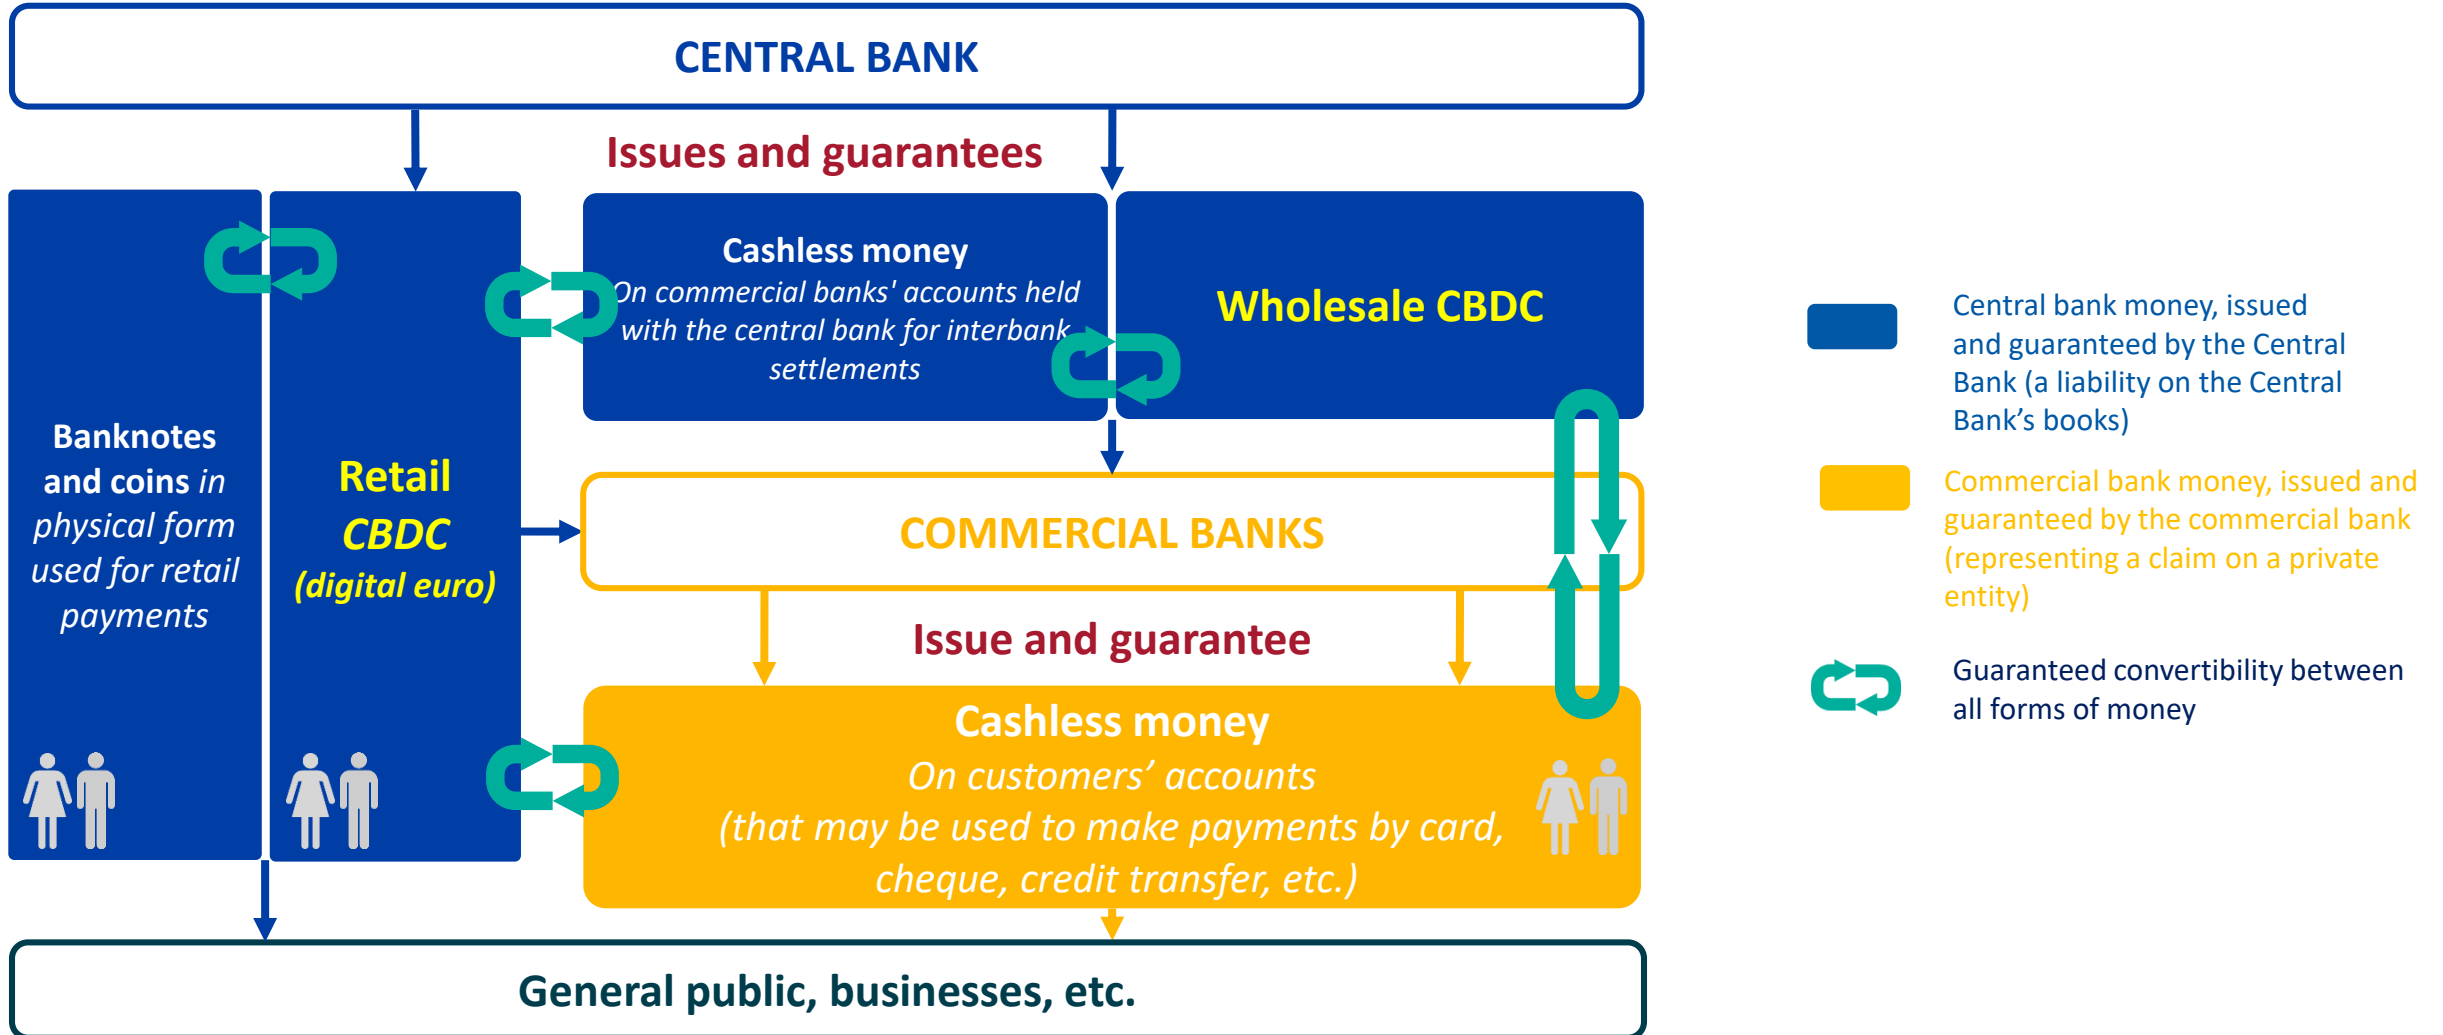 CENTRAL BANK
Issues and guarantees
Banknotes
and coins in
physical form
used for retail
payments
Retail
CBDC
(digital euro)
Cashless money
On commercial banks' accounts held
with the central bank for interbank
settlements
Wholesale CBDC
COMMERCIAL BANKS
Issue and guarantee
Cashless money
On customers’ accounts
(that may be used to make payments by card,
cheque, credit transfer, etc.)
General public, businesses, etc.
Central bank money, issued
and guaranteed by the Central
Bank (a liability on the Central
Bank’s books)
Commercial bank money, issued and
guaranteed by the commercial bank
(representing a claim on a private
entity)
Guaranteed convertibility between
all forms of money